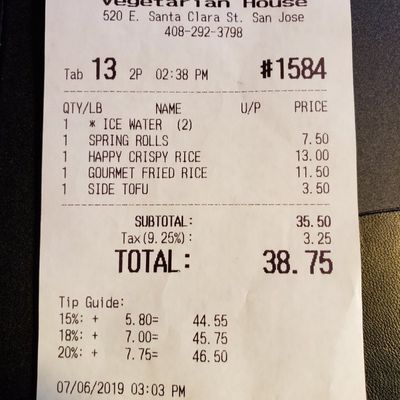 Vegetarian House
520 E. Santa Clara St. San Jose
408-292-3798
Tab 13 2P 02:38 PM #1584
QTY/LB NAME U/P PRICE
1 * ICE WATER (2)
1 SPRING ROLLS 7.50
1 HAPPY CRISPY RICE 13.00
1 GOURMET FRIED RICE 11.50
1 SIDE TOFU 3.50
SUBTOTAL: 35.50
Tax(9.25%): 3.25
TOTAL: 38.75
Tip Guide:
15%: + 5.80= 44.55
18%: + 7.00= 45.75
20%: + 7.75= 46.50
07/06/2019 03:03 PM